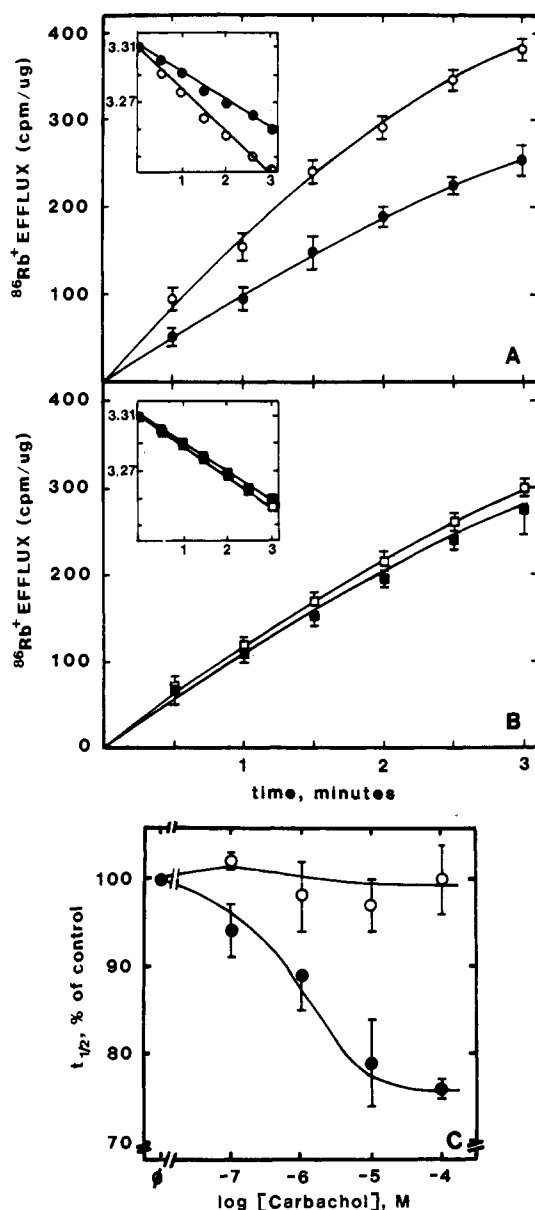 400
3.31
3.27
300
1 2 3
200
100
⁸⁶Rb⁺ EFFLUX (cpm/ug)
A
400
3.31
3.27
300
1 2 3
200
100
0
⁸⁶Rb⁺ EFFLUX (cpm/ug)
B
1 2 3
time, minutes
100
90
80
70
t₁/₂, % of control
C
ϕ -7 -6 -5 -4
log [Carbachol], M